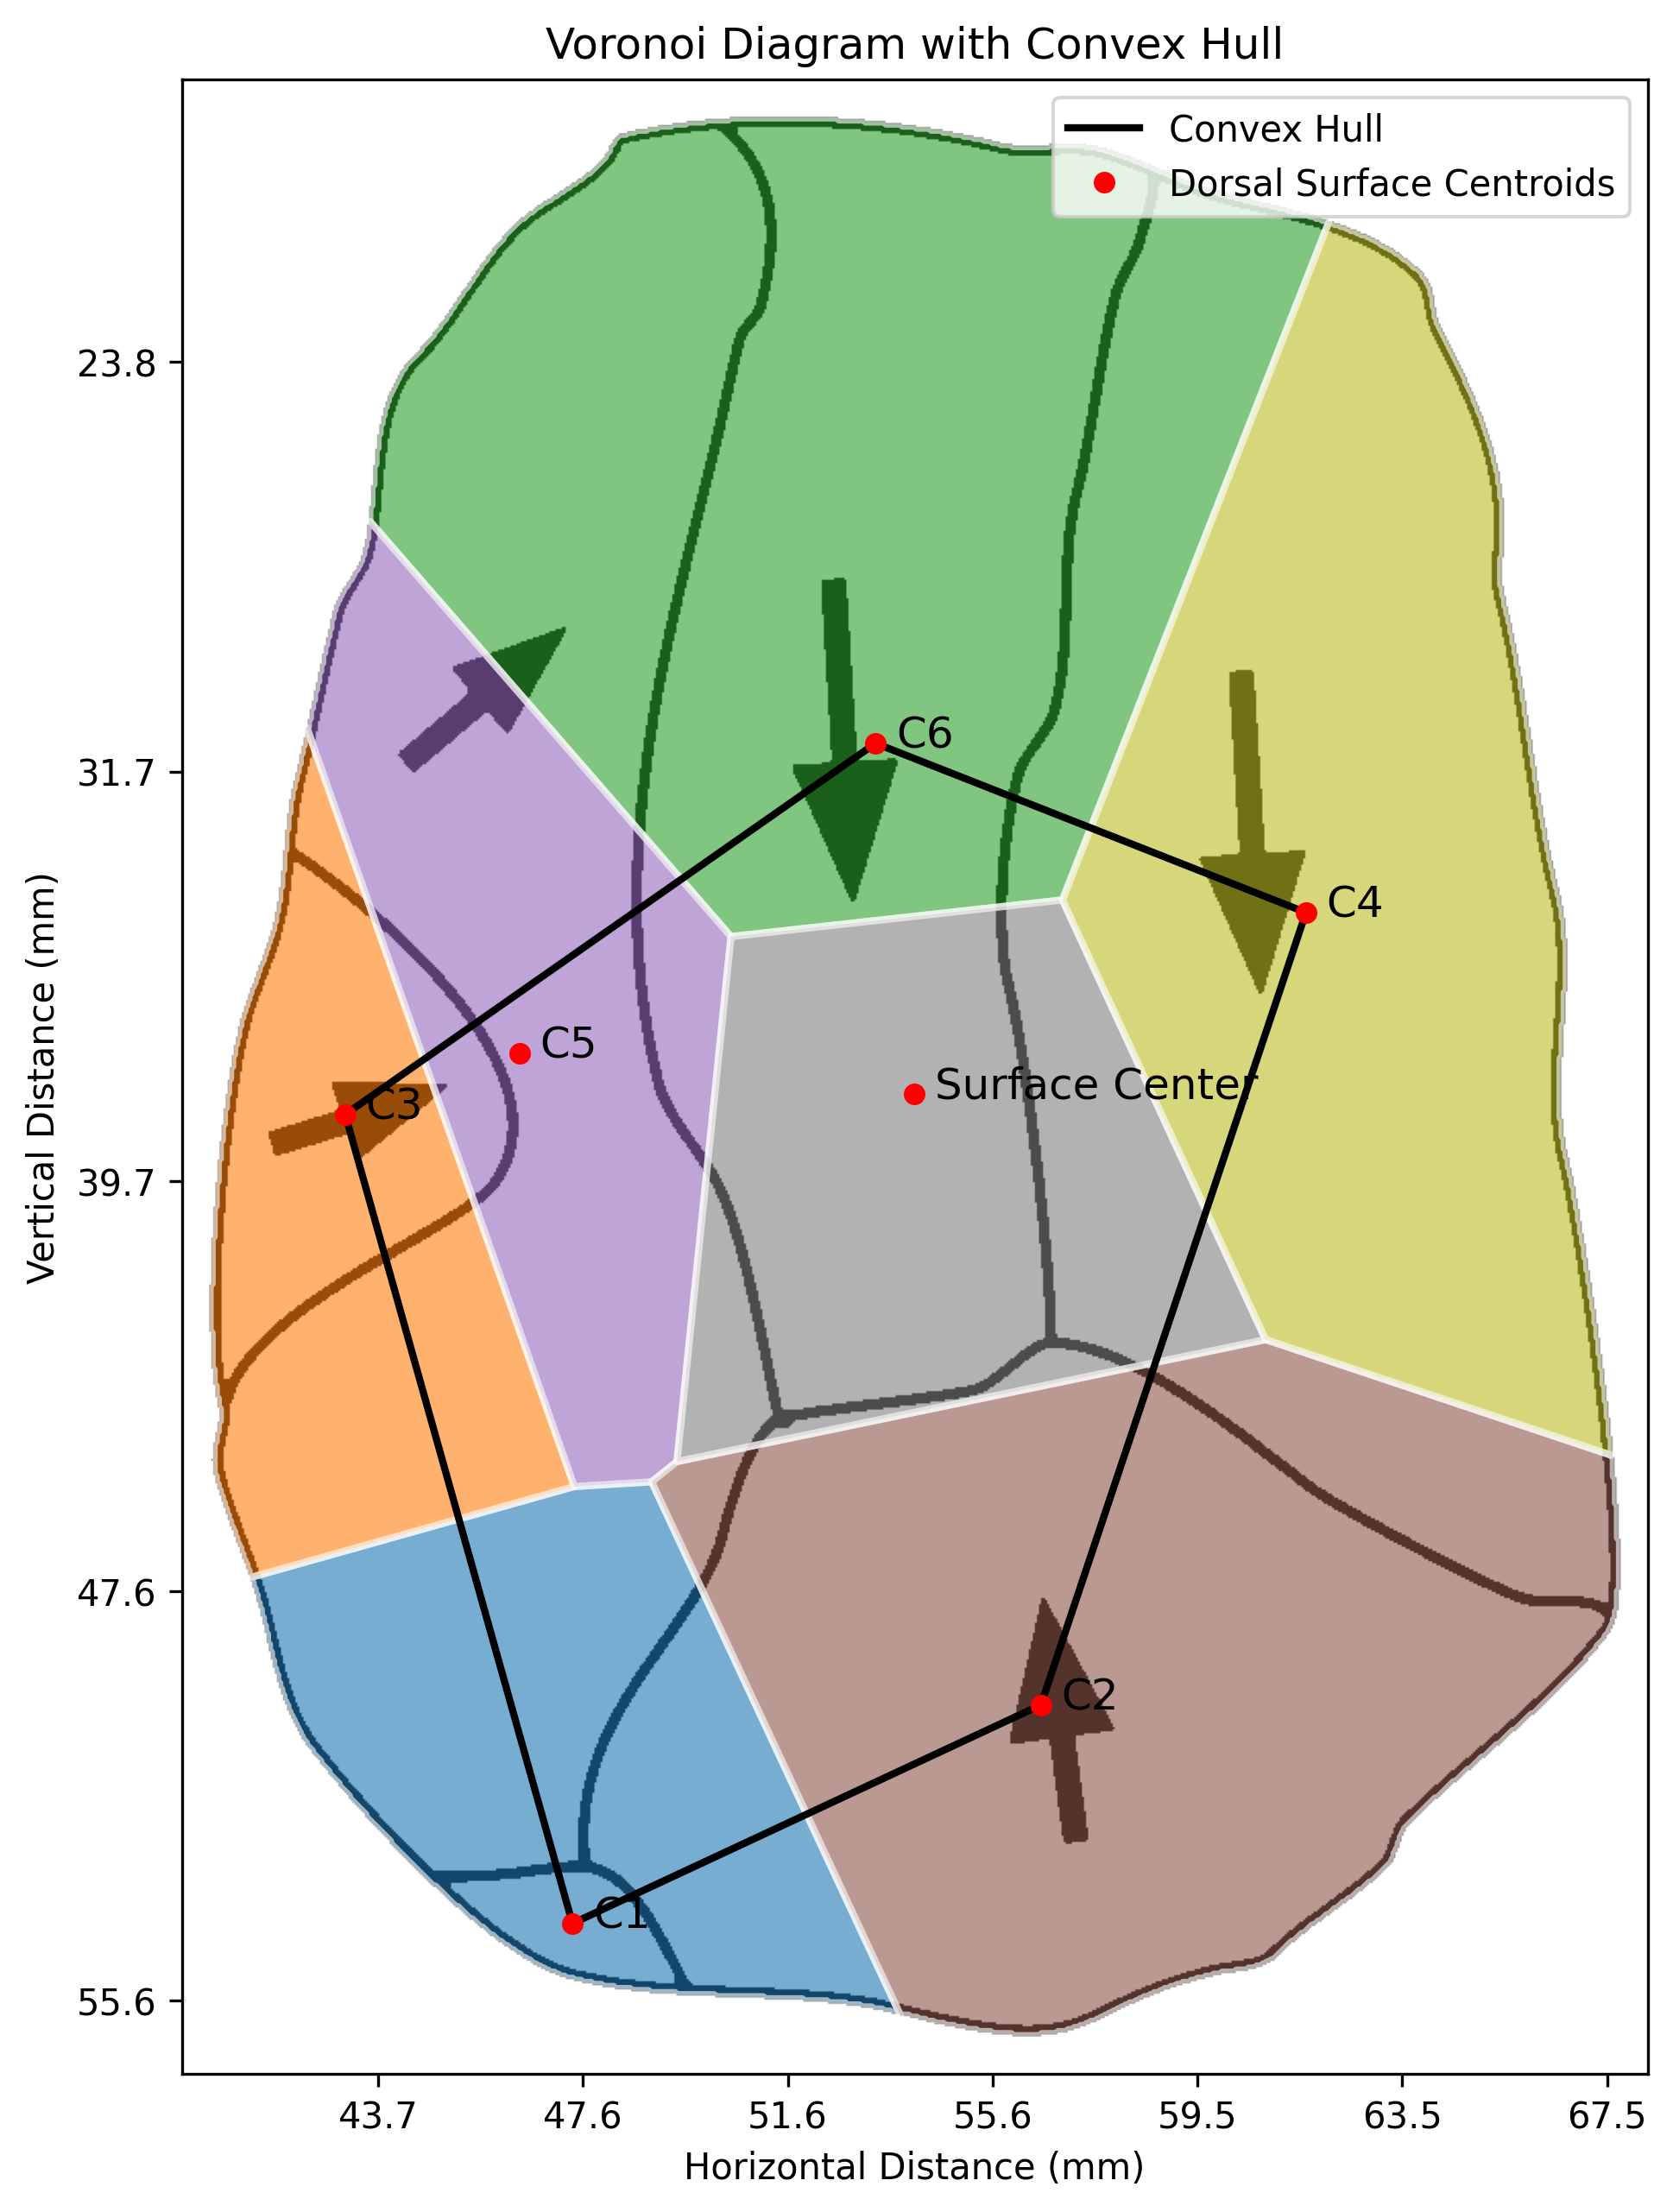 Voronoi Diagram with Convex Hull
Convex Hull
Dorsal Surface Centroids
23.8
C6
31.7
C4
Vertical Distance (mm)
C5
Surface Center
C3
39.7
47.6
C2
C1
55.6
43.7 47.6 51.6 55.6 59.5 63.5 67.5
Horizontal Distance (mm)